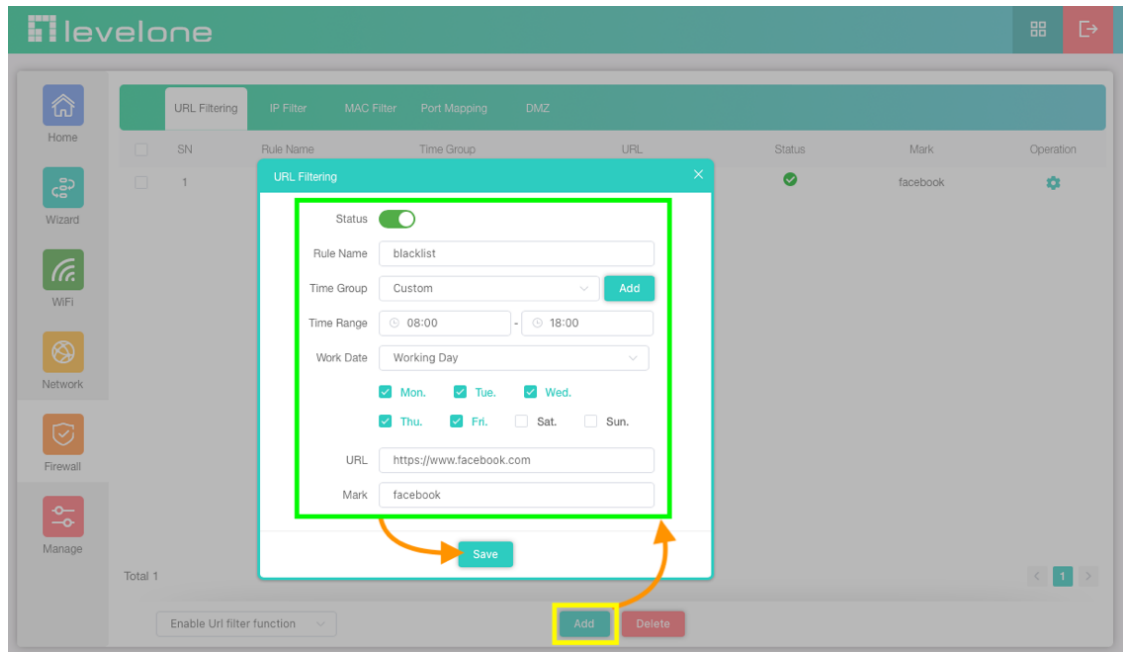 levelone
Home
Wizard
WiFi
Network
Firewall
Manage
URL Filtering IP Filter MAC Filter Port Mapping DMZ
SN Rule Name Time Group URL Status Mark Operation
1 facebook
URL Filtering
Status
Rule Name blacklist
Time Group Custom Add
Time Range 08:00 - 18:00
Work Date Working Day
Mon. Tue. Wed.
Thu. Fri. Sat. Sun.
URL https://www.facebook.com
Mark facebook
Save
Total 1 1
Enable Url filter function Add Delete